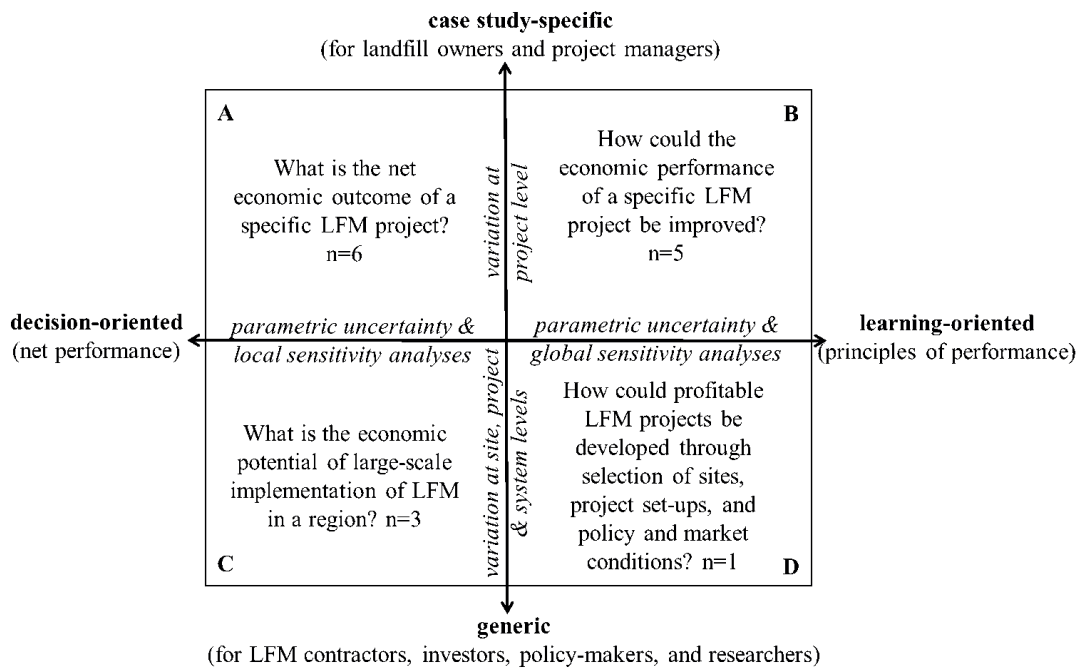 case study-specific
(for landfill owners and project managers)
A
What is the net
economic outcome of a
specific LFM project?
n=6
variation at
project level
B
How could the
economic performance
of a specific LFM
project be improved?
n=5
decision-oriented
(net performance)
parametric uncertainty &
local sensitivity analyses
parametric uncertainty &
global sensitivity analyses
learning-oriented
(principles of performance)
What is the economic
potential of large-scale
implementation of LFM
in a region? n=3
C
variation at site, project
& system levels
How could profitable
LFM projects be
developed through
selection of sites,
project set-ups, and
policy and market
conditions? n=1
D
generic
(for LFM contractors, investors, policy-makers, and researchers)